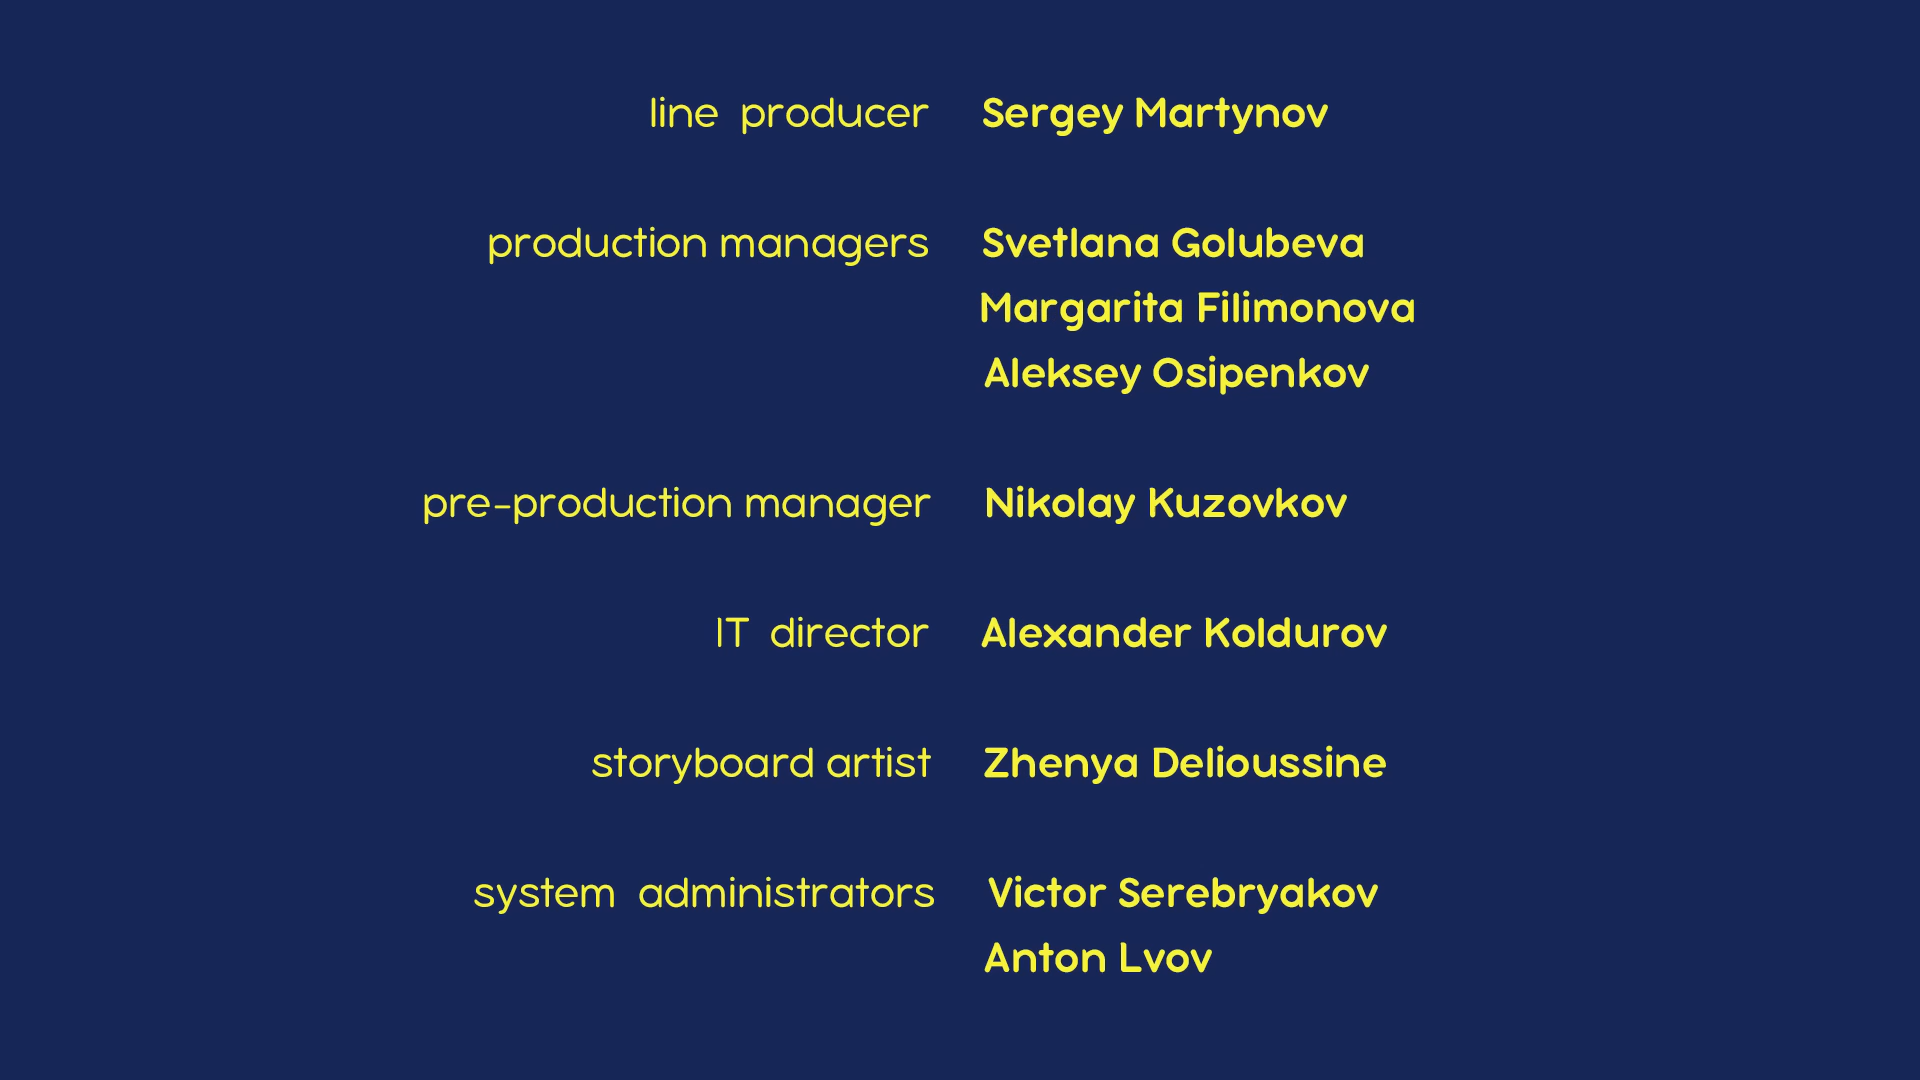 line producer Sergey Martynov
production managers Svetlana Golubeva
Margarita Filimonova
Aleksey Osipenkov
pre-production manager Nikolay Kuzovkov
IT director Alexander Koldurov
storyboard artist Zhenya Delioussine
system administrators Victor Serebryakov
Anton Lvov